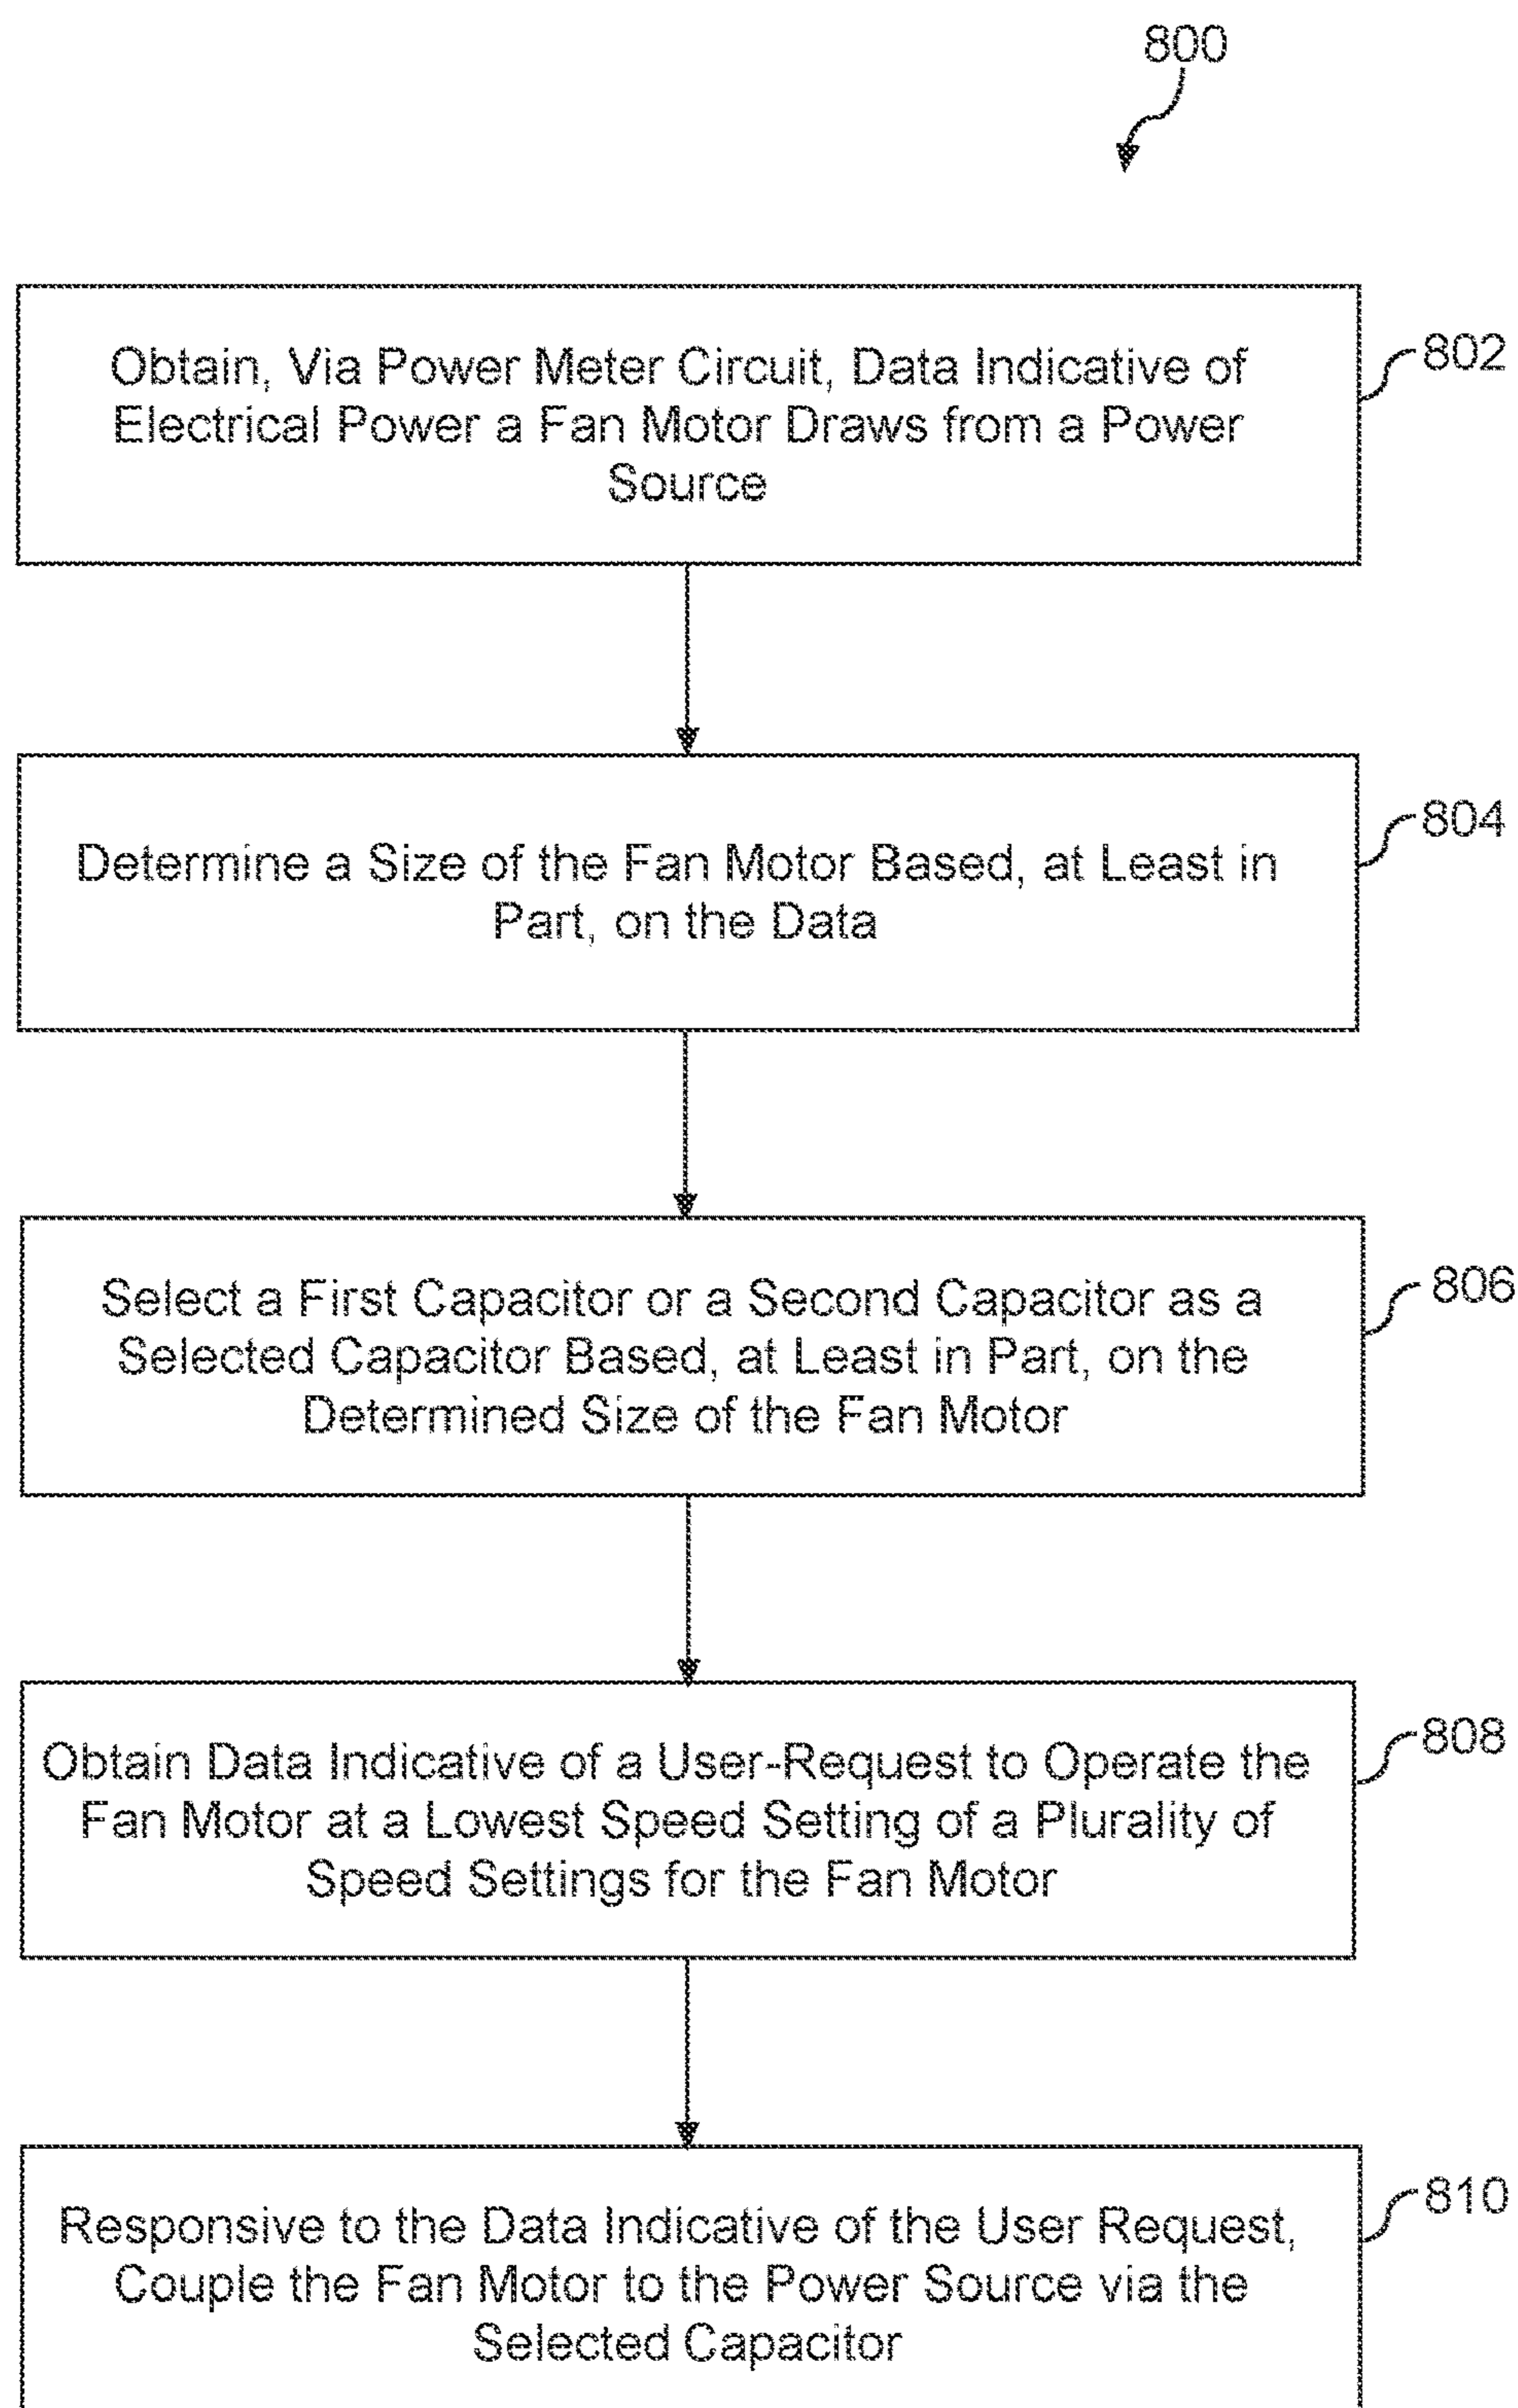 800
Obtain, Via Power Meter Circuit, Data Indicative of
Electrical Power a Fan Motor Draws from a Power
Source
802
Determine a Size of the Fan Motor Based, at Least in
Part, on the Data
804
Select a First Capacitor or a Second Capacitor as a
Selected Capacitor Based, at Least in Part, on the
Determined Size of the Fan Motor
806
Obtain Data Indicative of a User-Request to Operate the
Fan Motor at a Lowest Speed Setting of a Plurality of
Speed Settings for the Fan Motor
808
Responsive to the Data Indicative of the User Request,
Couple the Fan Motor to the Power Source via the
Selected Capacitor
810